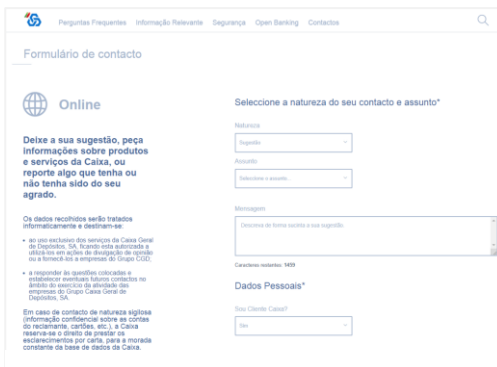 Perguntas Frequentes Informação Relevante Segurança Open Banking Contactos
Formulário de contacto
Online
Deixe a sua sugestão, peça
informações sobre produtos
e serviços da Caixa, ou
reporte algo que tenha ou
não tenha sido do seu
agrado.
Os dados recolhidos serão tratados
informaticamente e destinam-se:
• ao uso exclusivo dos serviços da Caixa Geral
de Depósitos, SA, ficando esta autorizada a
utilizá-los em ações de divulgação de opinião
ou a fornecê-los a empresas do Grupo CGD;
• a responder às questões colocadas e
estabelecer eventuais futuros contactos no
âmbito do exercício da atividade das
empresas do Grupo Caixa Geral de
Depósitos, SA.
Em caso de contacto de natureza sigilosa
(informação confidencial sobre as contas
do reclamante, cartões, etc.), a Caixa
reserva-se o direito de prestar os
esclarecimentos por carta, para a morada
constante da base de dados da Caixa.
Seleccione a natureza do seu contacto e assunto*
Natureza
Sugestão
Assunto
Seleccione o assunto...
Mensagem
Descreva de forma sucinta a sua sugestão.
Caracteres restantes: 1499
Dados Pessoais*
Sou Cliente Caixa?
Sim